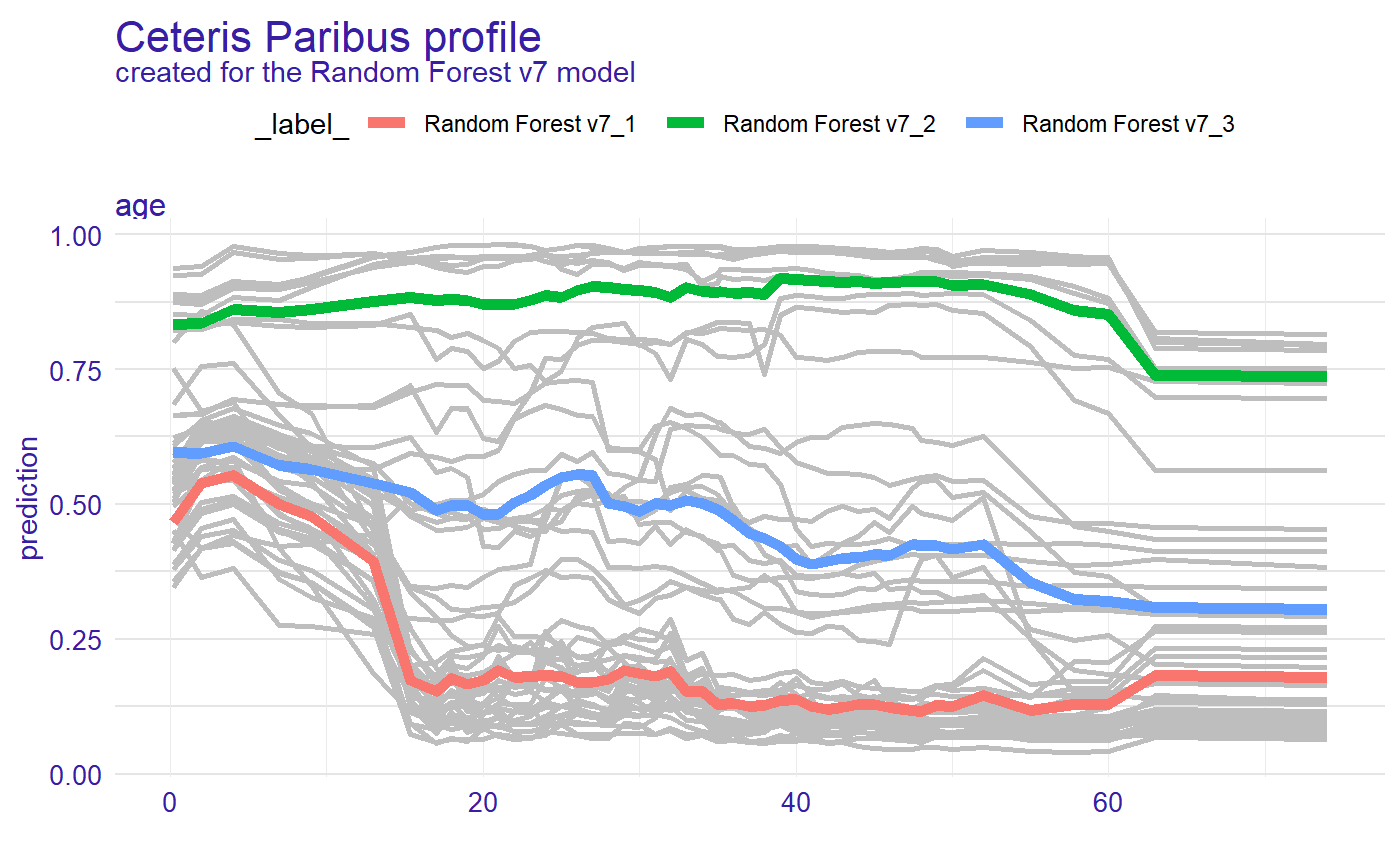 Ceteris Paribus profile
created for the Random Forest v7 model
_label_ Random Forest v7_1 Random Forest v7_2 Random Forest v7_3
age
1.00
0.75
0.50
0.25
0.00
prediction
0 20 40 60